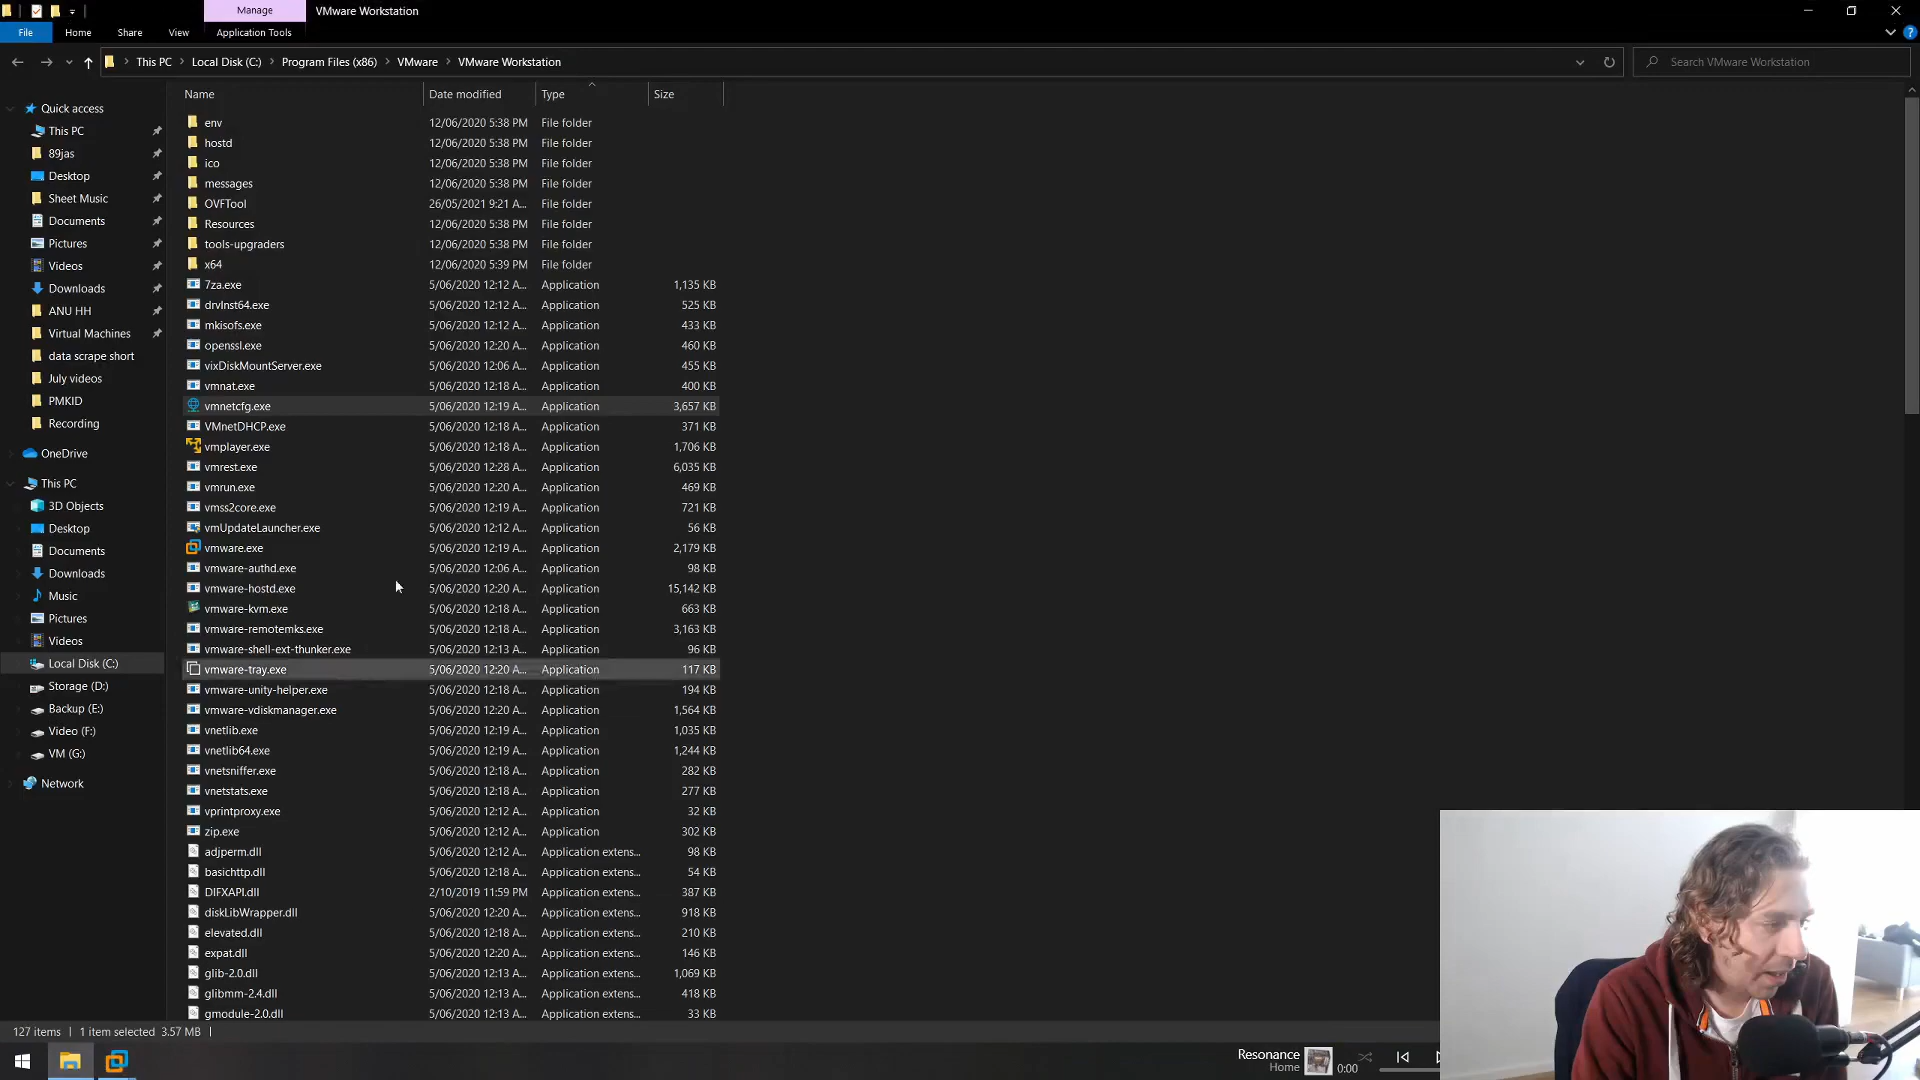 Manage
VMware Workstation
File
Home
Share
View
Application Tools
This PC
Local Disk (C:)
Program Files (x86)
VMware
VMware Workstation
Search VMware Workstation
Name
Date modified
Type
Size
Quick access
This PC
89jas
Desktop
Sheet Music
Documents
Pictures
Videos
Downloads
ANU HH
Virtual Machines
data scrape short
July videos
PMKID
Recording
OneDrive
This PC
3D Objects
Desktop
Documents
Downloads
Music
Pictures
Videos
Local Disk (C:)
Storage (D:)
Backup (E:)
Video (F:)
VM (G:)
Network
env 12/06/2020 5:38 PM File folder
hostd 12/06/2020 5:38 PM File folder
ico 12/06/2020 5:38 PM File folder
messages 12/06/2020 5:38 PM File folder
OVFTool 26/05/2021 9:21 A... File folder
Resources 12/06/2020 5:38 PM File folder
tools-upgraders 12/06/2020 5:38 PM File folder
x64 12/06/2020 5:39 PM File folder
7za.exe 5/06/2020 12:12 A... Application 1,135 KB
drvInst64.exe 5/06/2020 12:12 A... Application 525 KB
mkisofs.exe 5/06/2020 12:12 A... Application 433 KB
openssl.exe 5/06/2020 12:20 A... Application 460 KB
vixDiskMountServer.exe 5/06/2020 12:06 A... Application 455 KB
vmnat.exe 5/06/2020 12:18 A... Application 400 KB
vmnetcfg.exe 5/06/2020 12:19 A... Application 3,657 KB
VMnetDHCP.exe 5/06/2020 12:18 A... Application 371 KB
vmplayer.exe 5/06/2020 12:18 A... Application 1,706 KB
vmrest.exe 5/06/2020 12:28 A... Application 6,035 KB
vmrun.exe 5/06/2020 12:20 A... Application 469 KB
vmss2core.exe 5/06/2020 12:19 A... Application 721 KB
vmUpdateLauncher.exe 5/06/2020 12:12 A... Application 56 KB
vmware.exe 5/06/2020 12:19 A... Application 2,179 KB
vmware-authd.exe 5/06/2020 12:06 A... Application 98 KB
vmware-hostd.exe 5/06/2020 12:20 A... Application 15,142 KB
vmware-kvm.exe 5/06/2020 12:18 A... Application 663 KB
vmware-remotemks.exe 5/06/2020 12:18 A... Application 3,163 KB
vmware-shell-ext-thunker.exe 5/06/2020 12:13 A... Application 96 KB
vmware-tray.exe 5/06/2020 12:20 A... Application 117 KB
vmware-unity-helper.exe 5/06/2020 12:18 A... Application 194 KB
vmware-vdiskmanager.exe 5/06/2020 12:20 A... Application 1,564 KB
vnetlib.exe 5/06/2020 12:19 A... Application 1,035 KB
vnetlib64.exe 5/06/2020 12:19 A... Application 1,244 KB
vnetsniffer.exe 5/06/2020 12:18 A... Application 282 KB
vnetstats.exe 5/06/2020 12:18 A... Application 277 KB
vprintproxy.exe 5/06/2020 12:12 A... Application 32 KB
zip.exe 5/06/2020 12:12 A... Application 302 KB
adjperm.dll 5/06/2020 12:12 A... Application extens... 98 KB
basichttp.dll 5/06/2020 12:18 A... Application extens... 54 KB
DIFXAPI.dll 2/10/2019 11:59 PM Application extens... 387 KB
diskLibWrapper.dll 5/06/2020 12:20 A... Application extens... 918 KB
elevated.dll 5/06/2020 12:18 A... Application extens... 210 KB
expat.dll 5/06/2020 12:20 A... Application extens... 146 KB
glib-2.0.dll 5/06/2020 12:13 A... Application extens... 1,069 KB
glibmm-2.4.dll 5/06/2020 12:13 A... Application extens... 418 KB
gmodule-2.0.dll 5/06/2020 12:13 A... Application extens... 33 KB
127 items
1 item selected 3.57 MB
Resonance
Home
0:00